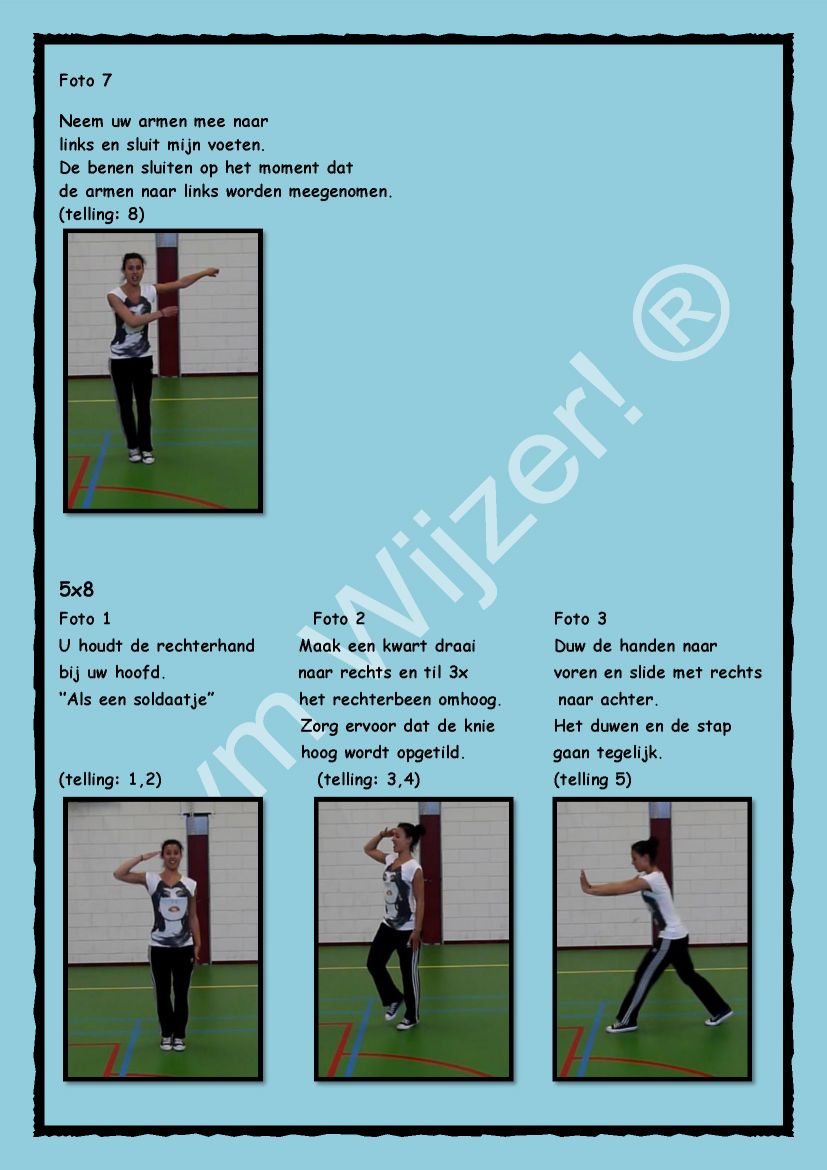 Foto 7
Neem uw armen mee naar
links en sluit mijn voeten.
De benen sluiten op het moment dat
de armen naar links worden meegenomen.
(telling: 8)
5x8
Foto 1
U houdt de rechterhand
bij uw hoofd.
"Als een soldaatje"
(telling: 1,2)
Foto 2
Maak een kwart draai
naar rechts en til 3x
het rechterbeen omhoog.
Zorg ervoor dat de knie
hoog wordt opgetild.
(telling: 3,4)
Foto 3
Duw de handen naar
voren en slide met rechts
naar achter.
Het duwen en de stap
gaan tegelijk.
(telling 5)
ym Wijzer! ®